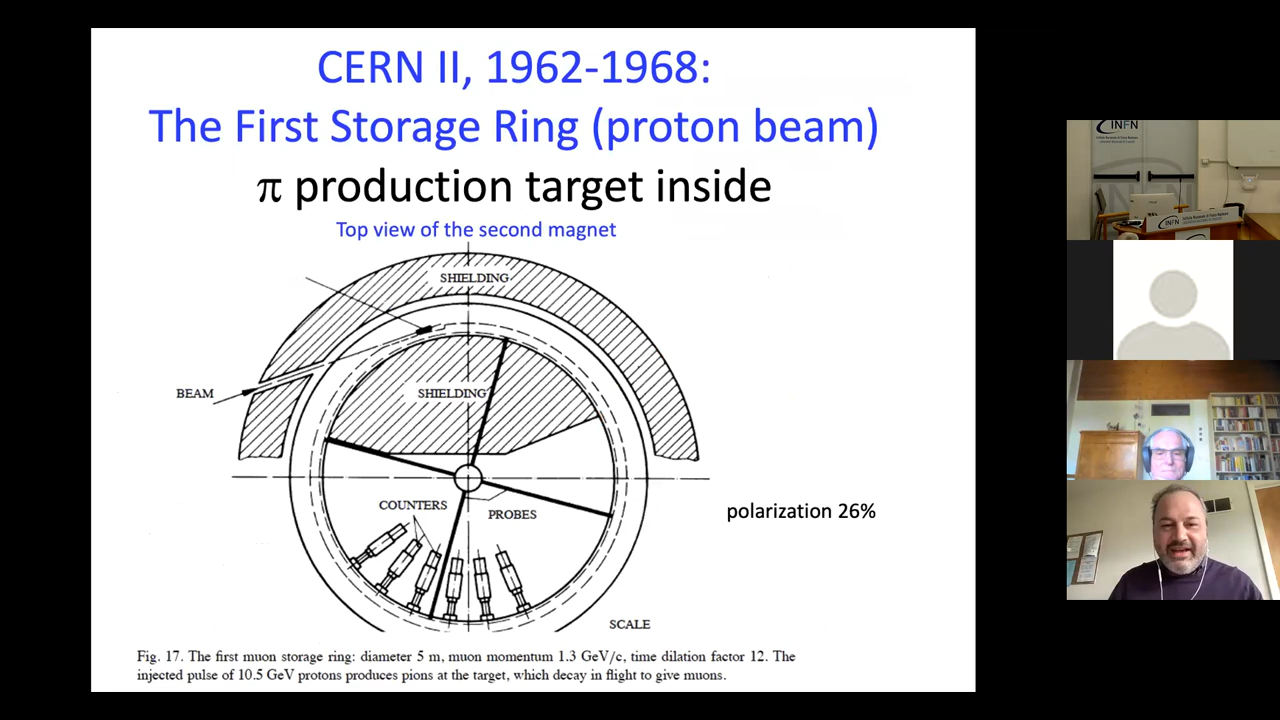 CERN II, 1962-1968:
The First Storage Ring (proton beam)
π production target inside
Top view of the second magnet
SHIELDING
BEAM
SHIELDING
COUNTERS
PROBES
polarization 26%
SCALE
Fig. 17. The first muon storage ring: diameter 5 m, muon momentum 1.3 GeV/c, time dilation factor 12. The
injected pulse of 10.5 GeV protons produces pions at the target, which decay in flight to give muons.
INFN
INFN